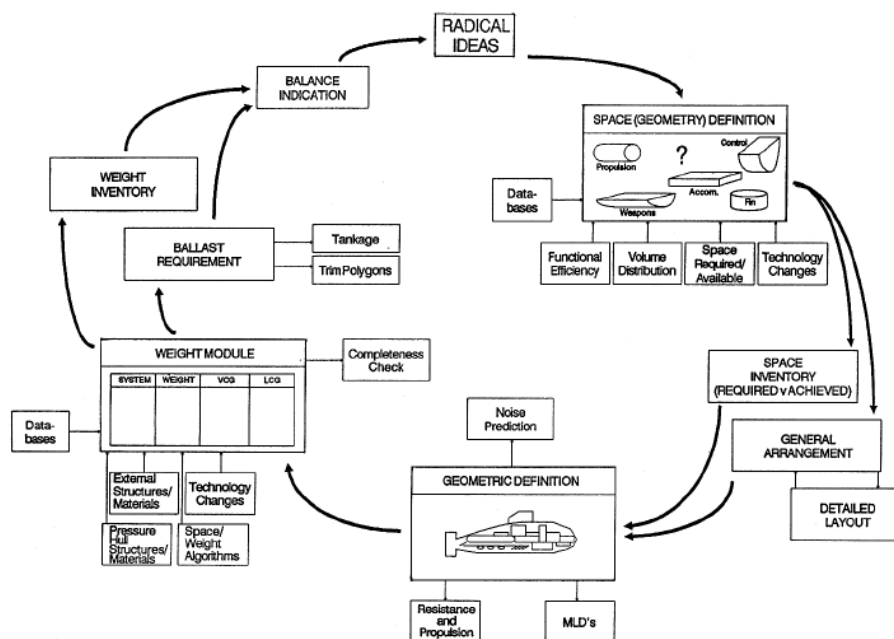 RADICAL
IDEAS
BALANCE
INDICATION
SPACE (GEOMETRY) DEFINITION
Control
?
Propulsion
Accom.
Weapons
Fin
Data-
bases
Functional
Efficiency
Volume
Distribution
Space
Required/
Available
Technology
Changes
WEIGHT
INVENTORY
BALLAST
REQUIREMENT
Tankage
Trim Polygons
WEIGHT MODULE
SYSTEM
WEIGHT
VCG
LCG
Completeness
Check
Data-
bases
External
Structures/
Materials
Technology
Changes
Pressure
Hull
Structures/
Materials
Space/
Weight
Algorithms
SPACE
INVENTORY
(REQUIRED v ACHIEVED)
GENERAL
ARRANGEMENT
DETAILED
LAYOUT
Noise
Prediction
GEOMETRIC DEFINITION
Resistance
and
Propulsion
MLD's